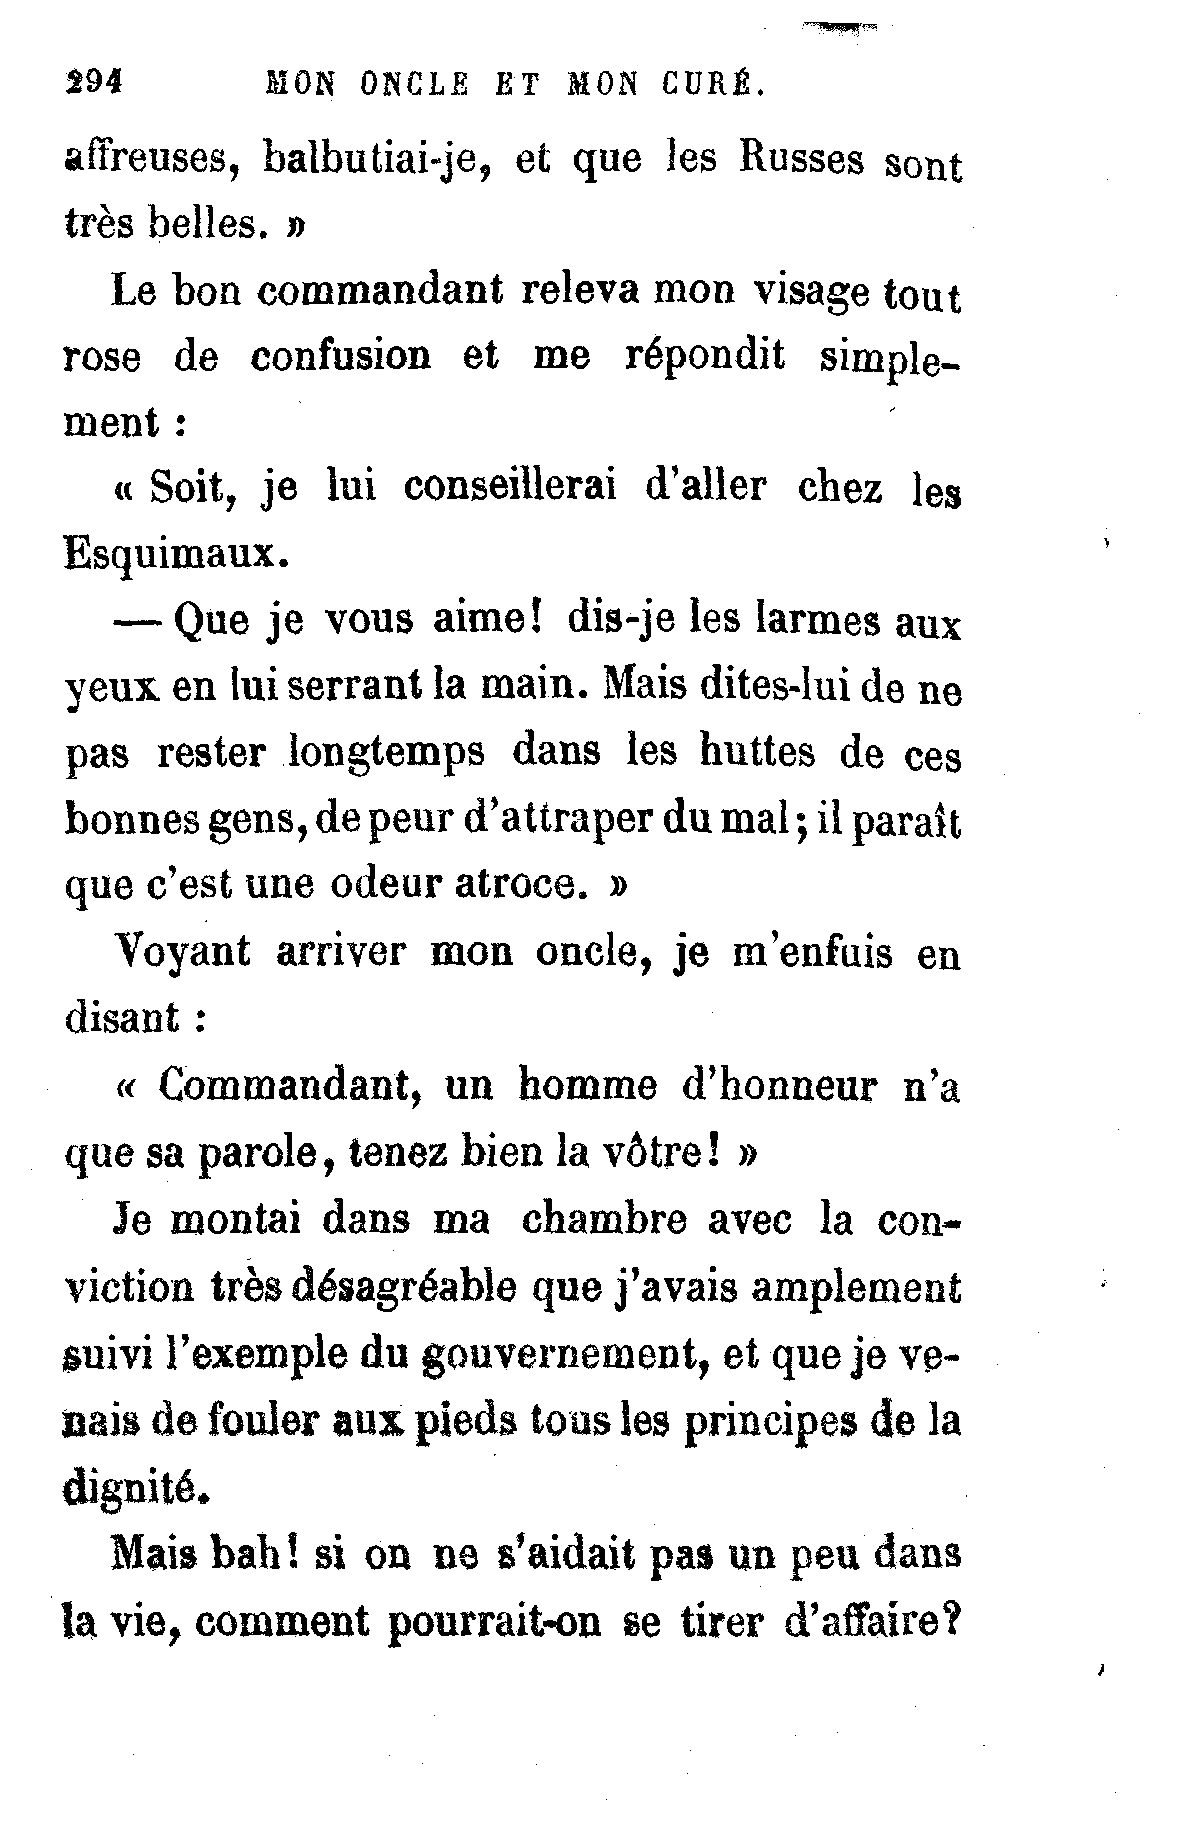 294 MON ONCLE ET MON CURÉ.
affreuses, balbutiai-je, et que les Russes sont
très belles. »
Le bon commandant releva mon visage tout
rose de confusion et me répondit simple-
ment :
« Soit, je lui conseillerai d'aller chez les
Esquimaux.
— Que je vous aime! dis-je les larmes aux
yeux en lui serrant la main. Mais dites-lui de ne
pas rester longtemps dans les huttes de ces
bonnes gens, de peur d'attraper du mal; il paraît
que c'est une odeur atroce. »
Voyant arriver mon oncle, je m'enfuis en
disant :
« Commandant, un homme d'honneur n'a
que sa parole, tenez bien la vôtre! »
Je montai dans ma chambre avec la con-
viction très désagréable que j'avais amplement
suivi l'exemple du gouvernement, et que je ve-
nais de fouler aux pieds tous les principes de la
dignité.
Mais bah! si on ne s'aidait pas un peu dans
la vie, comment pourrait-on se tirer d'affaire?